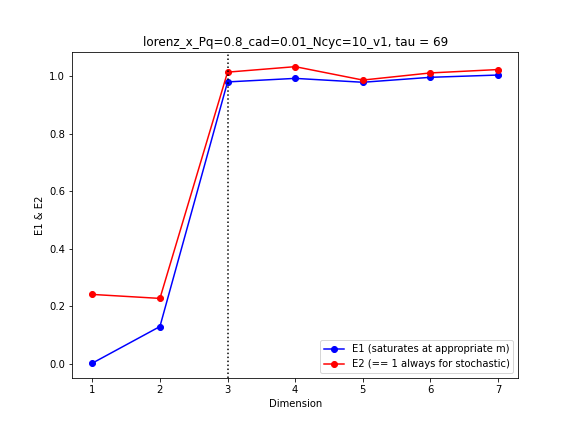 lorenz_x_Pq=0.8_cad=0.01_Ncyc=10_v1, tau = 69
1.0
0.8
0.6
0.4
0.2
0.0
E1 & E2
E1 (saturates at appropriate m)
E2 (== 1 always for stochastic)
1 2 3 4 5 6 7
Dimension